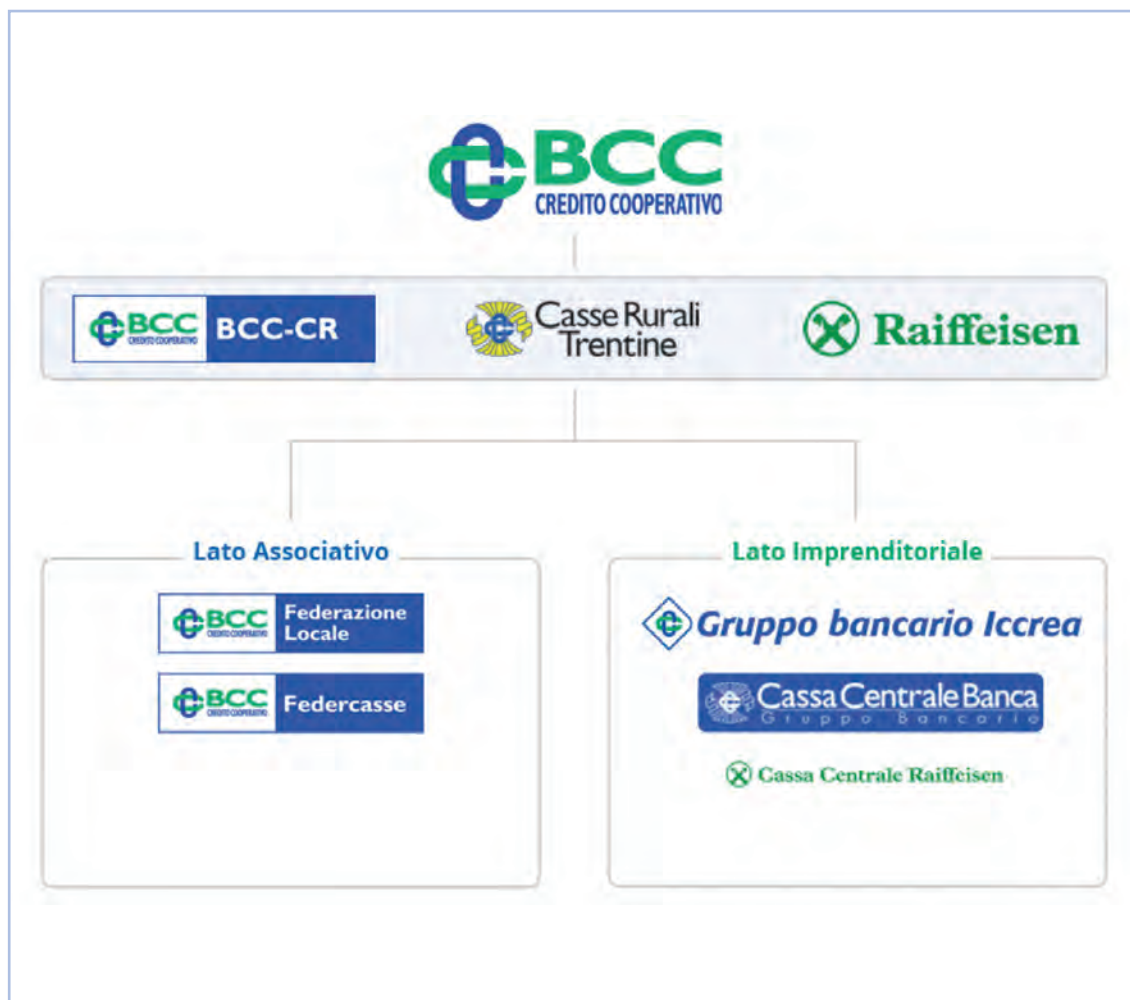 BCC
CREDITO COOPERATIVO
BCC
CREDITO COOPERATIVO
BCC-CR
Casse Rurali
Trentine
Raiffeisen
Lato Associativo
BCC
CREDITO COOPERATIVO
Federazione
Locale
BCC
CREDITO COOPERATIVO
Federcasse
Lato Imprenditoriale
Gruppo bancario Iccrea
Cassa Centrale Banca
Gruppo Bancario
Cassa Centrale Raiffeisen